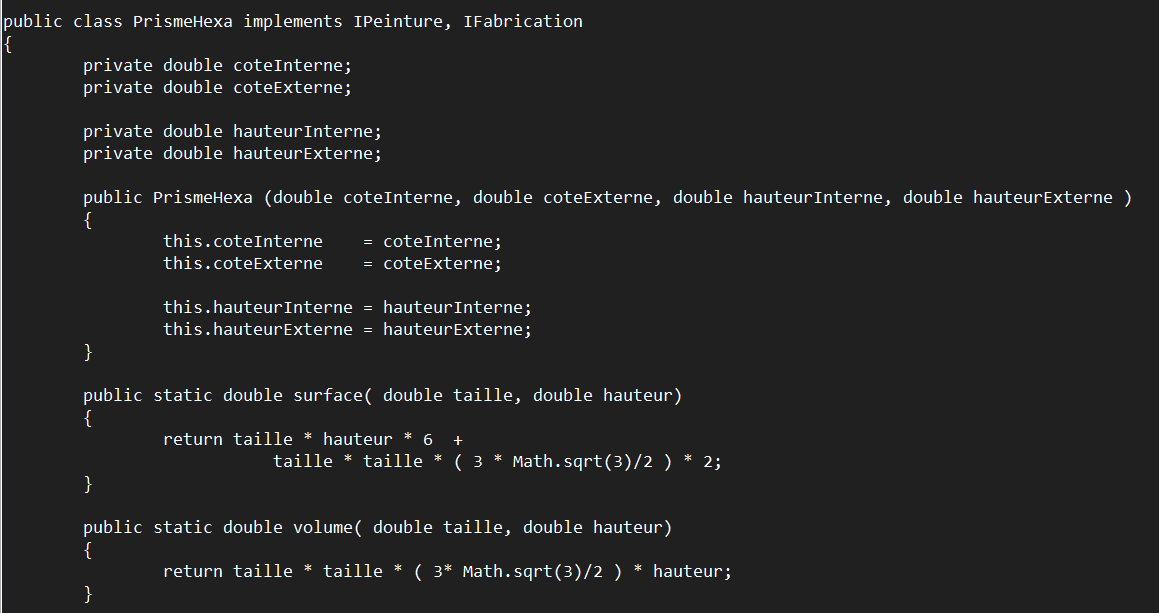 public class PrismeHexa implements IPeinture, IFabrication
{
        private double coteInterne;
        private double coteExterne;

        private double hauteurInterne;
        private double hauteurExterne;

        public PrismeHexa (double coteInterne, double coteExterne, double hauteurInterne, double hauteurExterne )
        {
                this.coteInterne    = coteInterne;
                this.coteExterne    = coteExterne;

                this.hauteurInterne = hauteurInterne;
                this.hauteurExterne = hauteurExterne;
        }

        public static double surface( double taille, double hauteur)
        {
                return taille * hauteur * 6  +
                           taille * taille * ( 3 * Math.sqrt(3)/2 ) * 2;
        }

        public static double volume( double taille, double hauteur)
        {
                return taille * taille * ( 3* Math.sqrt(3)/2 ) * hauteur;
        }